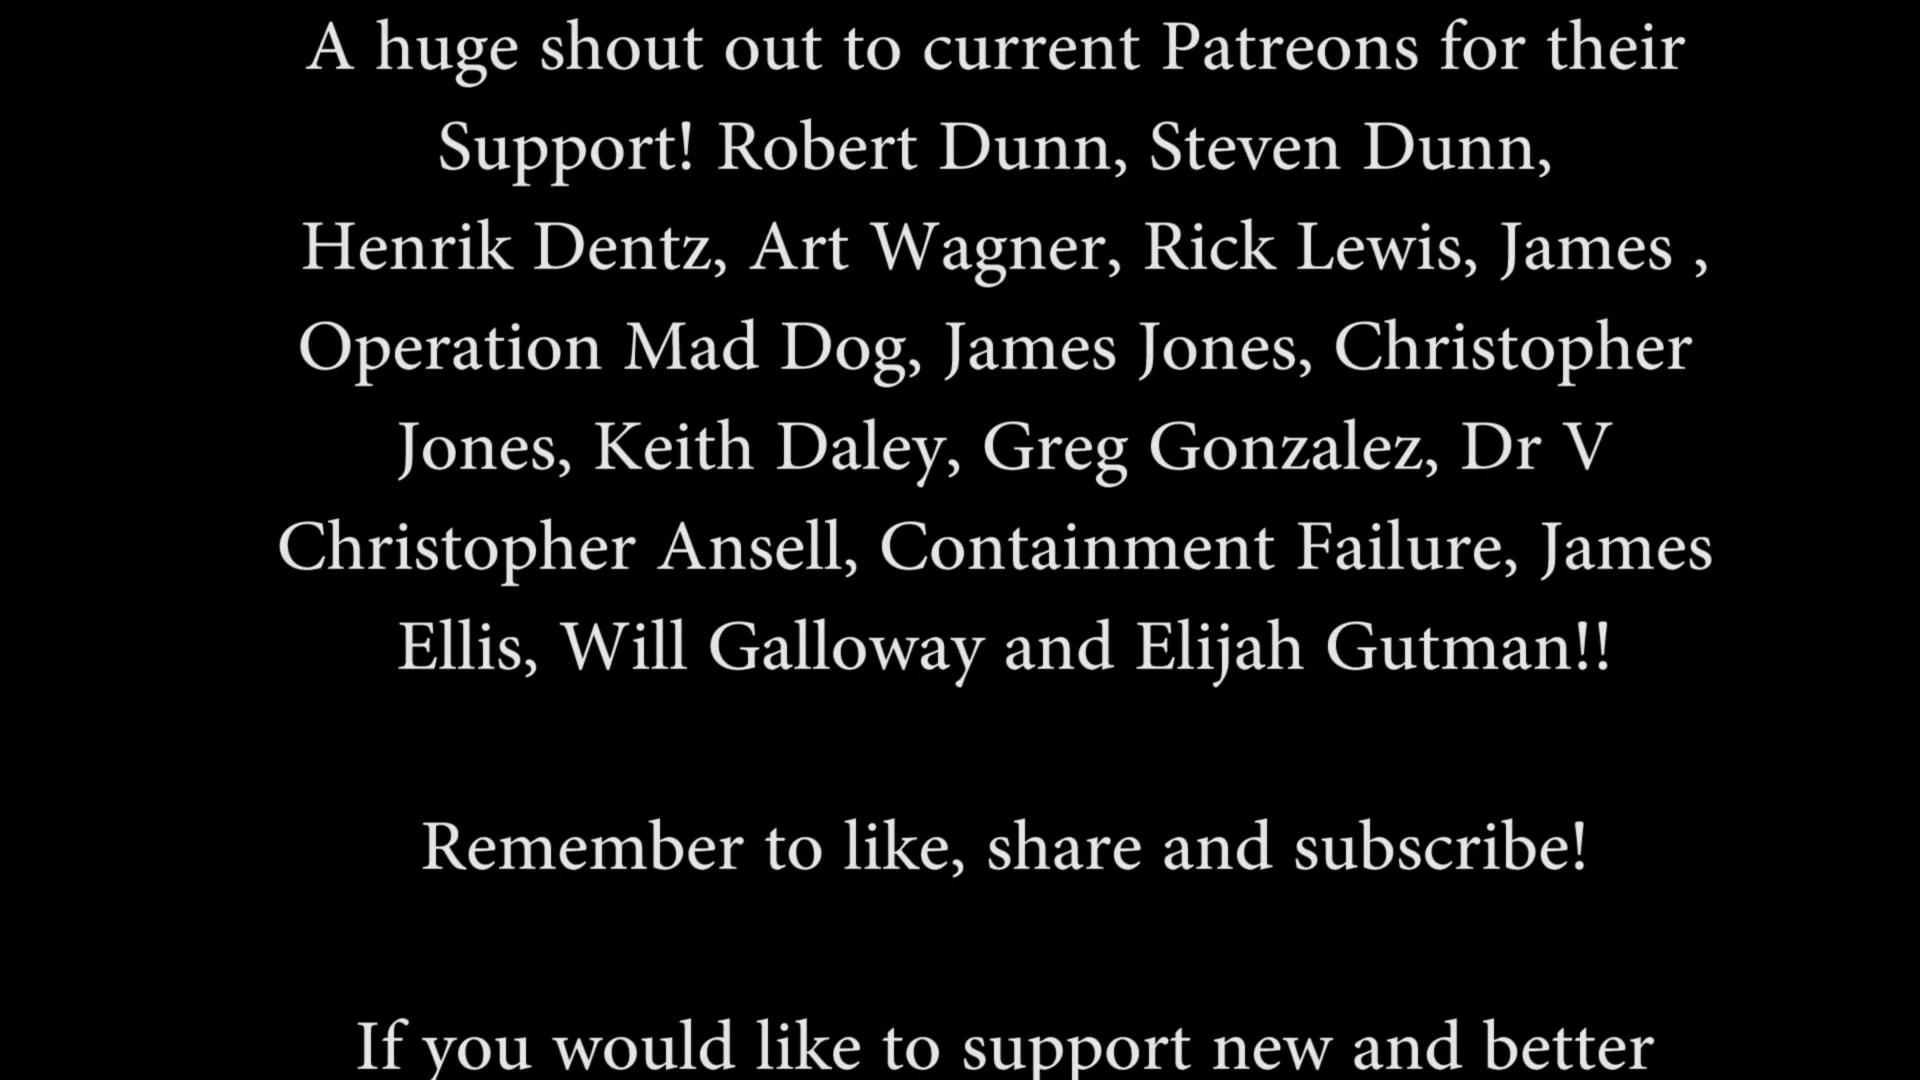 A huge shout out to current Patreons for their
Support! Robert Dunn, Steven Dunn,
Henrik Dentz, Art Wagner, Rick Lewis, James ,
Operation Mad Dog, James Jones, Christopher
Jones, Keith Daley, Greg Gonzalez, Dr V
Christopher Ansell, Containment Failure, James
Ellis, Will Galloway and Elijah Gutman!!
Remember to like, share and subscribe!
If you would like to support new and better